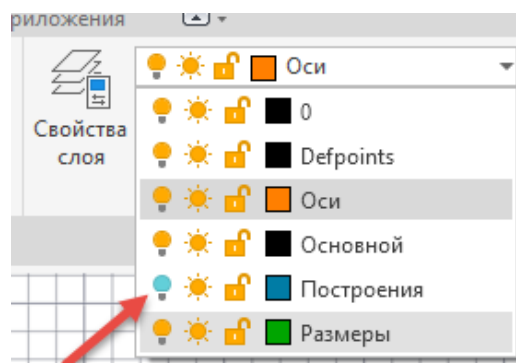 риложения
Свойства
слоя
Оси
0
Defpoints
Оси
Основной
Построения
Размеры